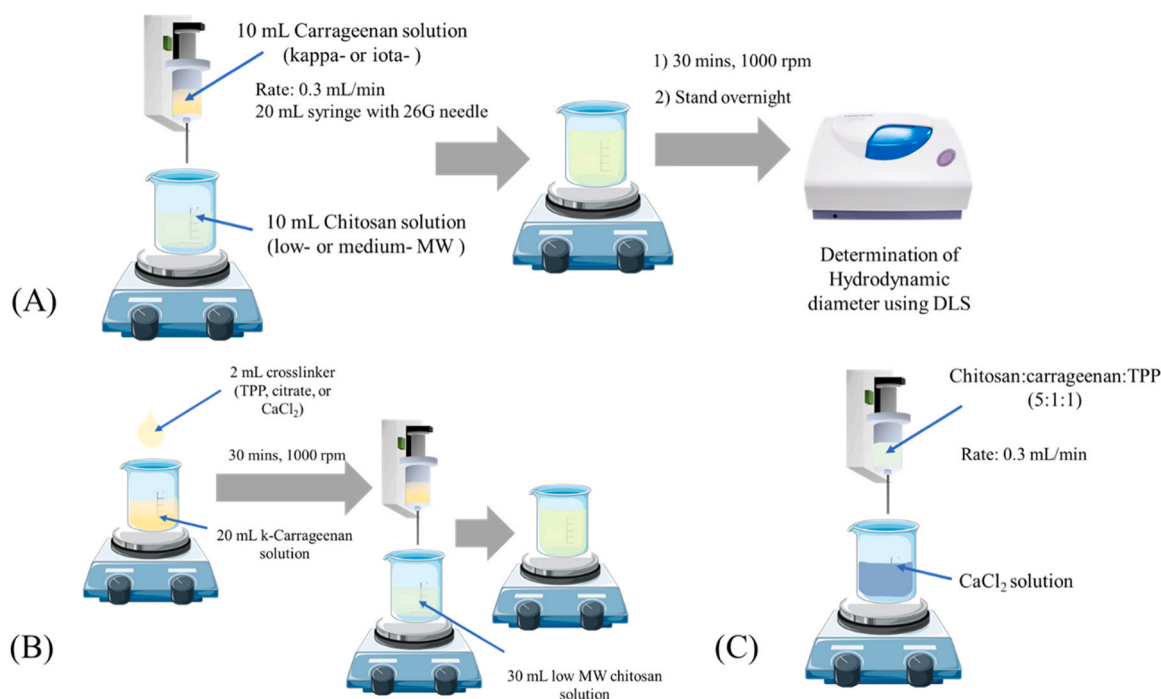 10 mL Carrageenan solution
(kappa- or iota- )
Rate: 0.3 mL/min
20 mL syringe with 26G needle
10 mL Chitosan solution
(low- or medium- MW )
1) 30 mins, 1000 rpm
2) Stand overnight
Determination of
Hydrodynamic
diameter using DLS
(A)
2 mL crosslinker
(TPP, citrate, or
CaCl₂)
30 mins, 1000 rpm
20 mL k-Carrageenan
solution
30 mL low MW chitosan
solution
(B)
Chitosan:carrageenan:TPP
(5:1:1)
Rate: 0.3 mL/min
CaCl₂ solution
(C)